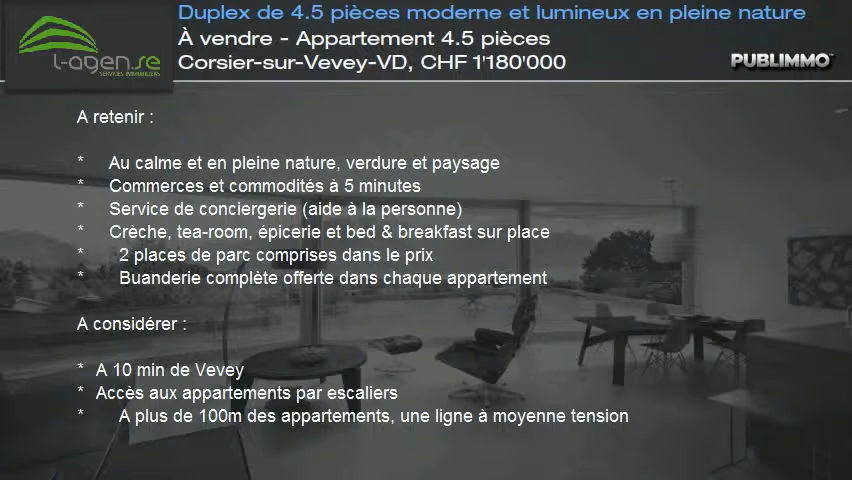 Duplex de 4.5 pièces moderne et lumineux en pleine nature
À vendre - Appartement 4.5 pièces
Corsier-sur-Vevey-VD, CHF 1'180'000
l-agen.se
SERVICES IMMOBILIERS
PUBLIMMO
A retenir :
* Au calme et en pleine nature, verdure et paysage
* Commerces et commodités à 5 minutes
* Service de conciergerie (aide à la personne)
* Crèche, tea-room, épicerie et bed & breakfast sur place
* 2 places de parc comprises dans le prix
* Buanderie complète offerte dans chaque appartement
A considérer :
* A 10 min de Vevey
* Accès aux appartements par escaliers
* A plus de 100m des appartements, une ligne à moyenne tension